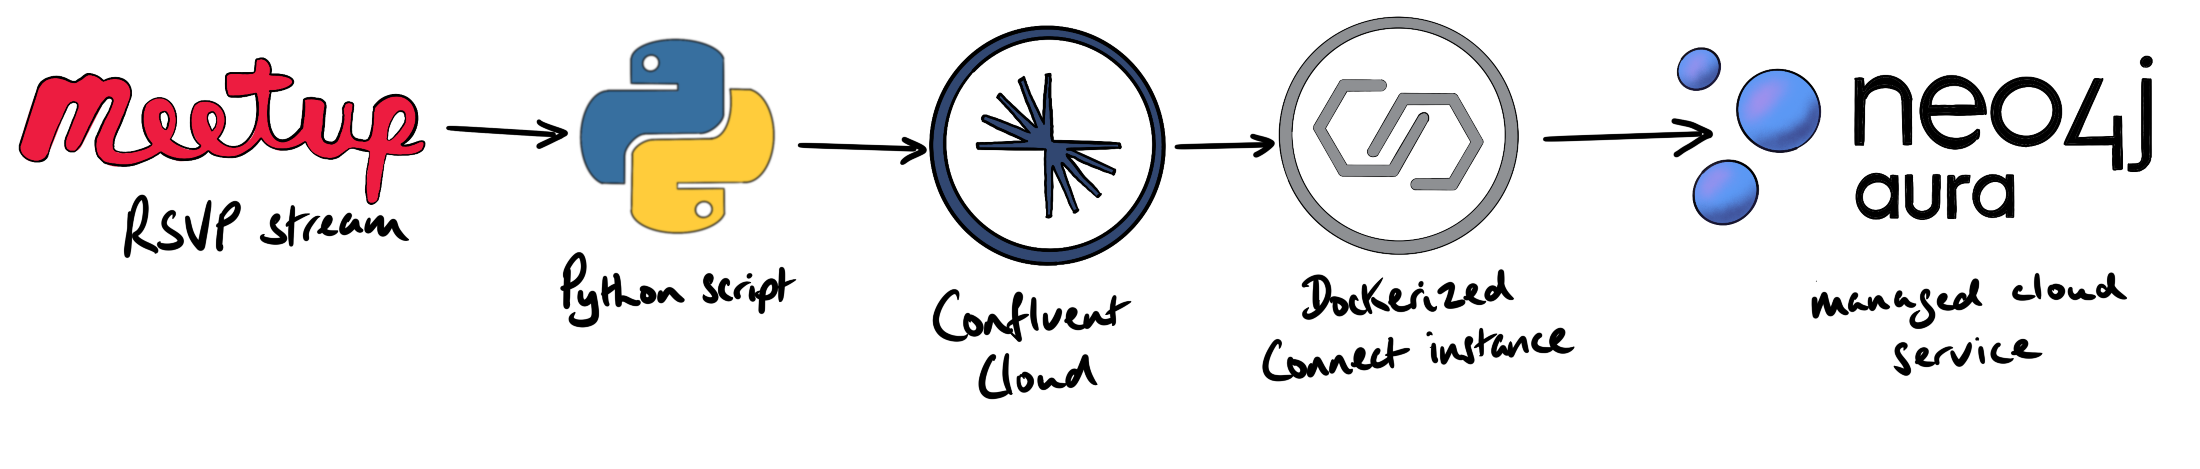 meetup
RSVP stream
Python script
Confluent
Cloud
Dockerized
Connect instance
neo4j
aura
managed cloud
service